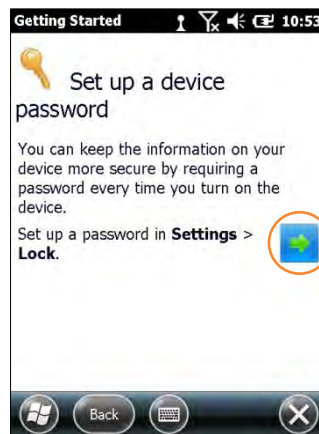 Getting Started 10:53
Set up a device
password
You can keep the information on your
device more secure by requiring a
password every time you turn on the
device.
Set up a password in Settings >
Lock.
Back